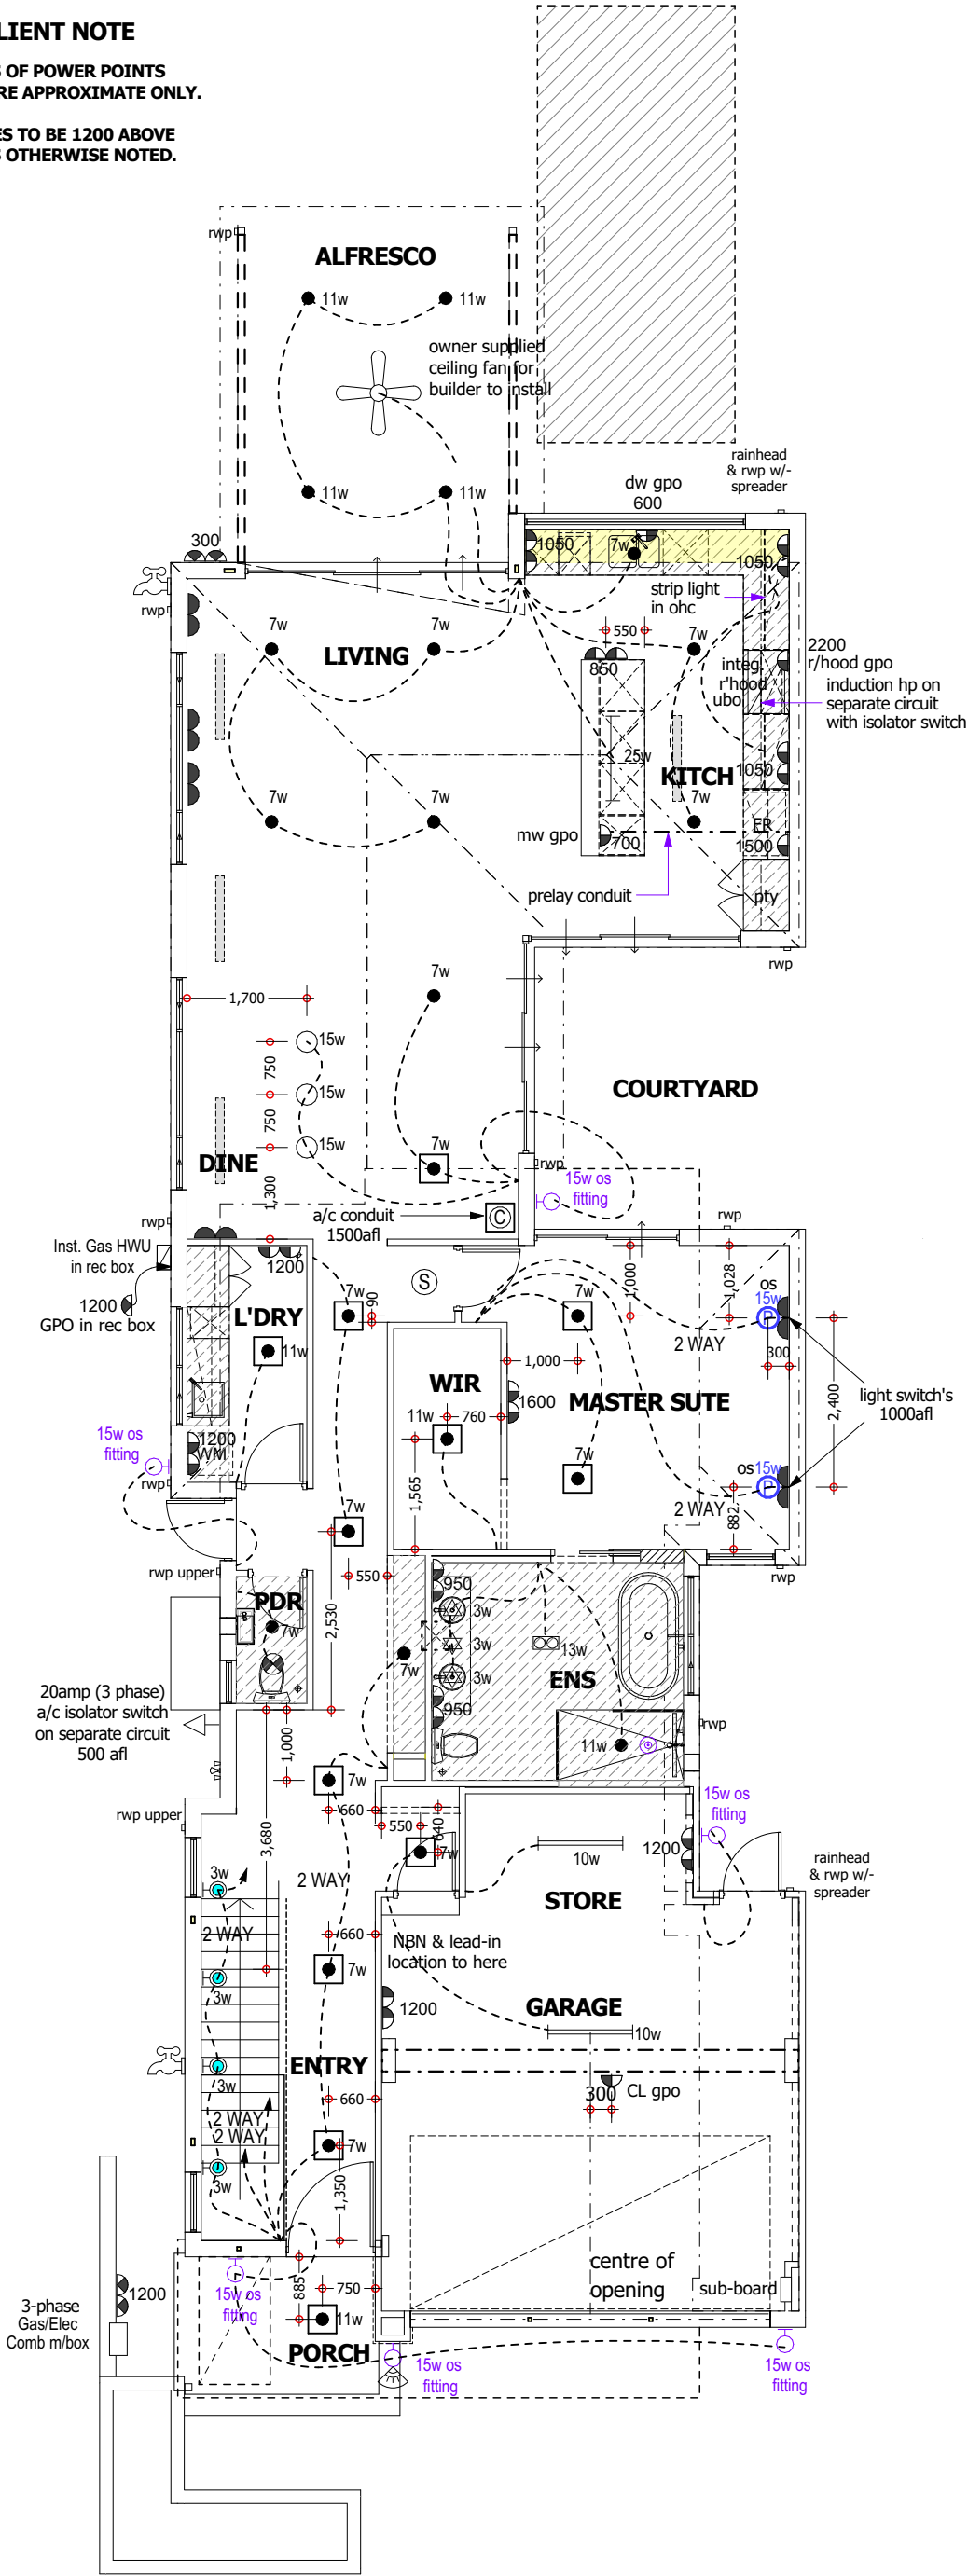 LIENT NOTE
S OF POWER POINTS
RE APPROXIMATE ONLY.
ES TO BE 1200 ABOVE
S OTHERWISE NOTED.
rwp
ALFRESCO
11w
11w
owner supplied
ceiling fan for
builder to install
11w
11w
rainhead
& rwp w/-
spreader
dw gpo
600
300
1050
7w
1050
rwp
strip light
in ohc
7w
7w
LIVING
550
7w
2200
r/hood gpo
850
integ.
r'hood
ubo
induction hp on
separate circuit
with isolator switch
25w
KITCH
1050
7w
7w
7w
mw gpo
700
FR
1500
prelay conduit
pty
rwp
7w
1,700
15w
750
15w
750
15w
COURTYARD
DINE
7w
rwp
15w os
fitting
1,300
a/c conduit
1500afl
C
rwp
rwp
Inst. Gas HWU
in rec box
1200
1200
GPO in rec box
L'DRY
11w
S
7w
90
7w
1,000
1,028
os
15w
P
2 WAY
300
WIR
1,000
11w
760
1600
MASTER SUTE
light switch's
1000afl
2,400
15w os
fitting
1200
WM
rwp
1,565
7w
os
15w
P
2 WAY
882
7w
rwp upper
550
rwp
PDR
7w
2,530
950
3w
3w
3w
950
7w
13w
ENS
20amp (3 phase)
a/c isolator switch
on separate circuit
500 afl
1,000
11w
rwp
7w
rwp upper
660
550
640
7w
15w os
fitting
1200
3,680
10w
rainhead
& rwp w/-
spreader
3w
2 WAY
STORE
2 WAY
660
NBN & lead-in
location to here
3w
7w
1200
GARAGE
10w
3w
ENTRY
300
CL gpo
660
2 WAY
2 WAY
7w
3w
1,350
centre of
opening
sub-board
885
750
15w os
fitting
11w
1200
3-phase
Gas/Elec
Comb m/box
PORCH
15w os
fitting
15w os
fitting